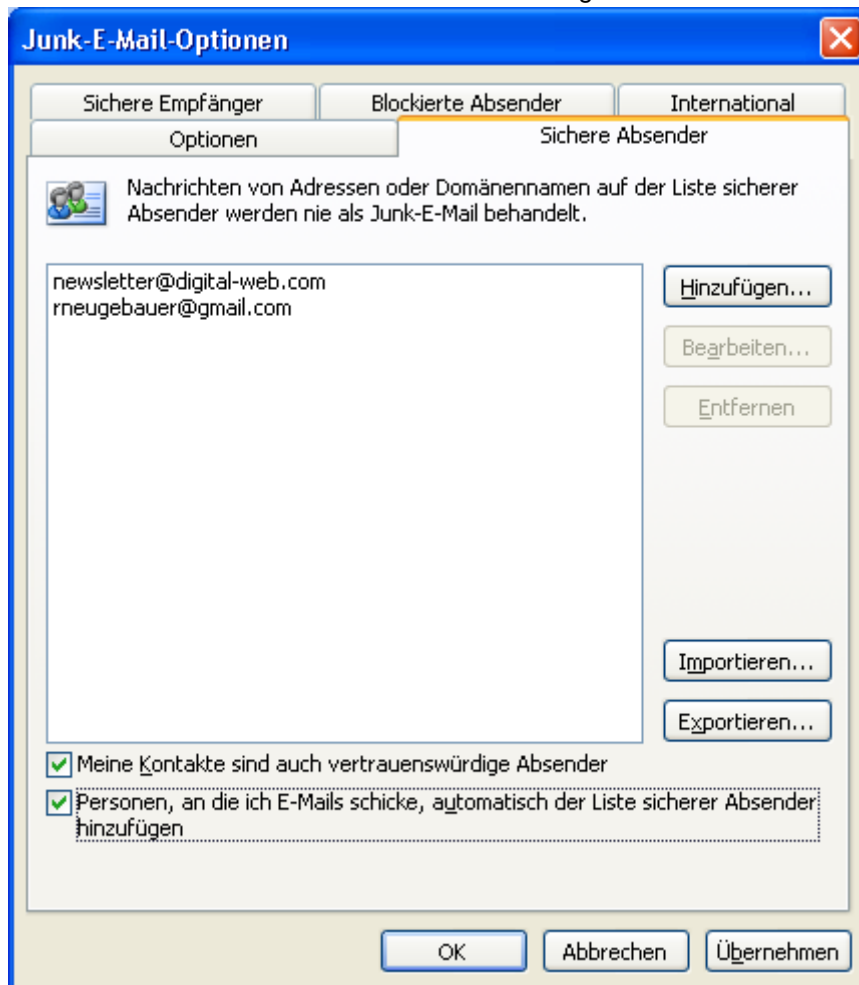 Junk-E-Mail-Optionen
Sichere Empfänger
Blockierte Absender
International
Optionen
Sichere Absender
Nachrichten von Adressen oder Domänennamen auf der Liste sicherer
Absender werden nie als Junk-E-Mail behandelt.
newsletter@digital-web.com
rneugebauer@gmail.com
Hinzufügen...
Bearbeiten...
Entfernen
Importieren...
Exportieren...
Meine Kontakte sind auch vertrauenswürdige Absender
Personen, an die ich E-Mails schicke, automatisch der Liste sicherer Absender
hinzufügen
OK
Abbrechen
Übernehmen